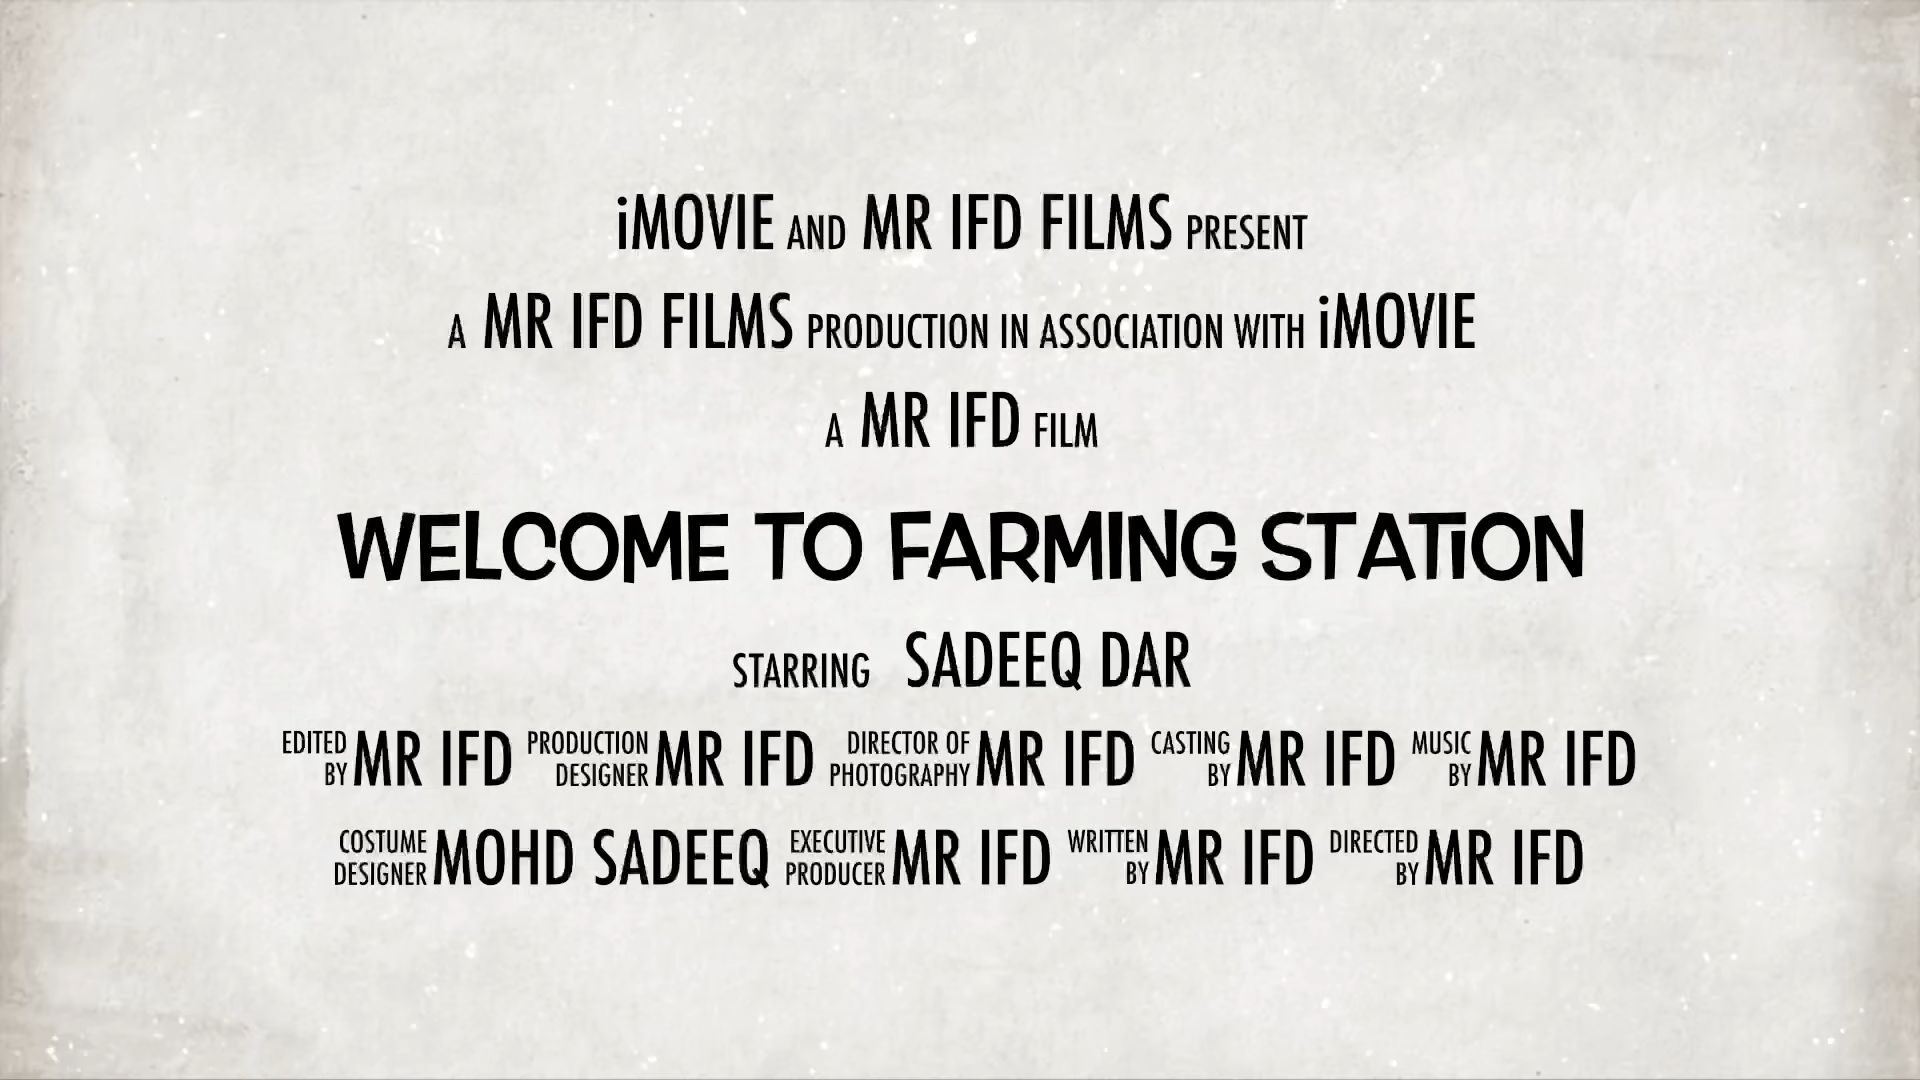 iMOVIE AND MR IFD FILMS PRESENT
A MR IFD FILMS PRODUCTION IN ASSOCIATION WITH iMOVIE
A MR IFD FILM
WELCOME TO FARMING STATiON
STARRING SADEEQ DAR
EDITED BY MR IFD PRODUCTION DESIGNER MR IFD DIRECTOR OF PHOTOGRAPHY MR IFD CASTING BY MR IFD MUSIC BY MR IFD
COSTUME DESIGNER MOHD SADEEQ EXECUTIVE PRODUCER MR IFD WRITTEN BY MR IFD DIRECTED BY MR IFD